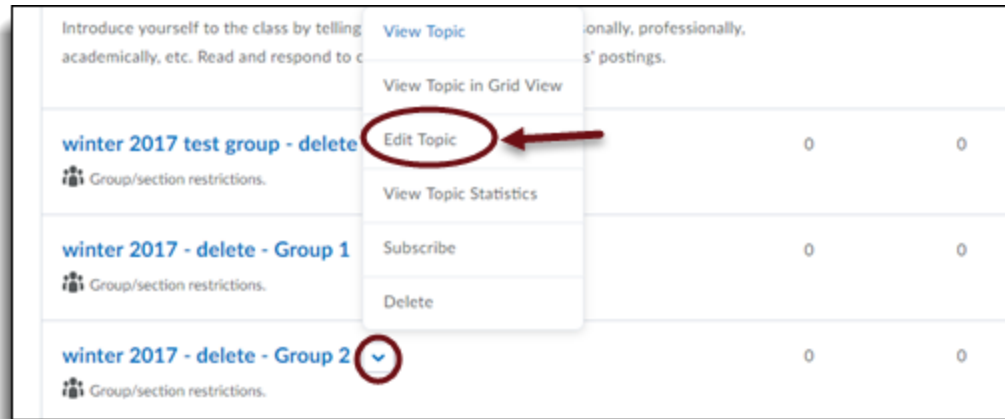 Introduce yourself to the class by telling
onally, professionally,
academically, etc. Read and respond to
s' postings.
View Topic
View Topic in Grid View
Edit Topic
View Topic Statistics
Subscribe
Delete
winter 2017 test group - delete
0 0
Group/section restrictions.
winter 2017 - delete - Group 1
0 0
Group/section restrictions.
winter 2017 - delete - Group 2
0 0
Group/section restrictions.